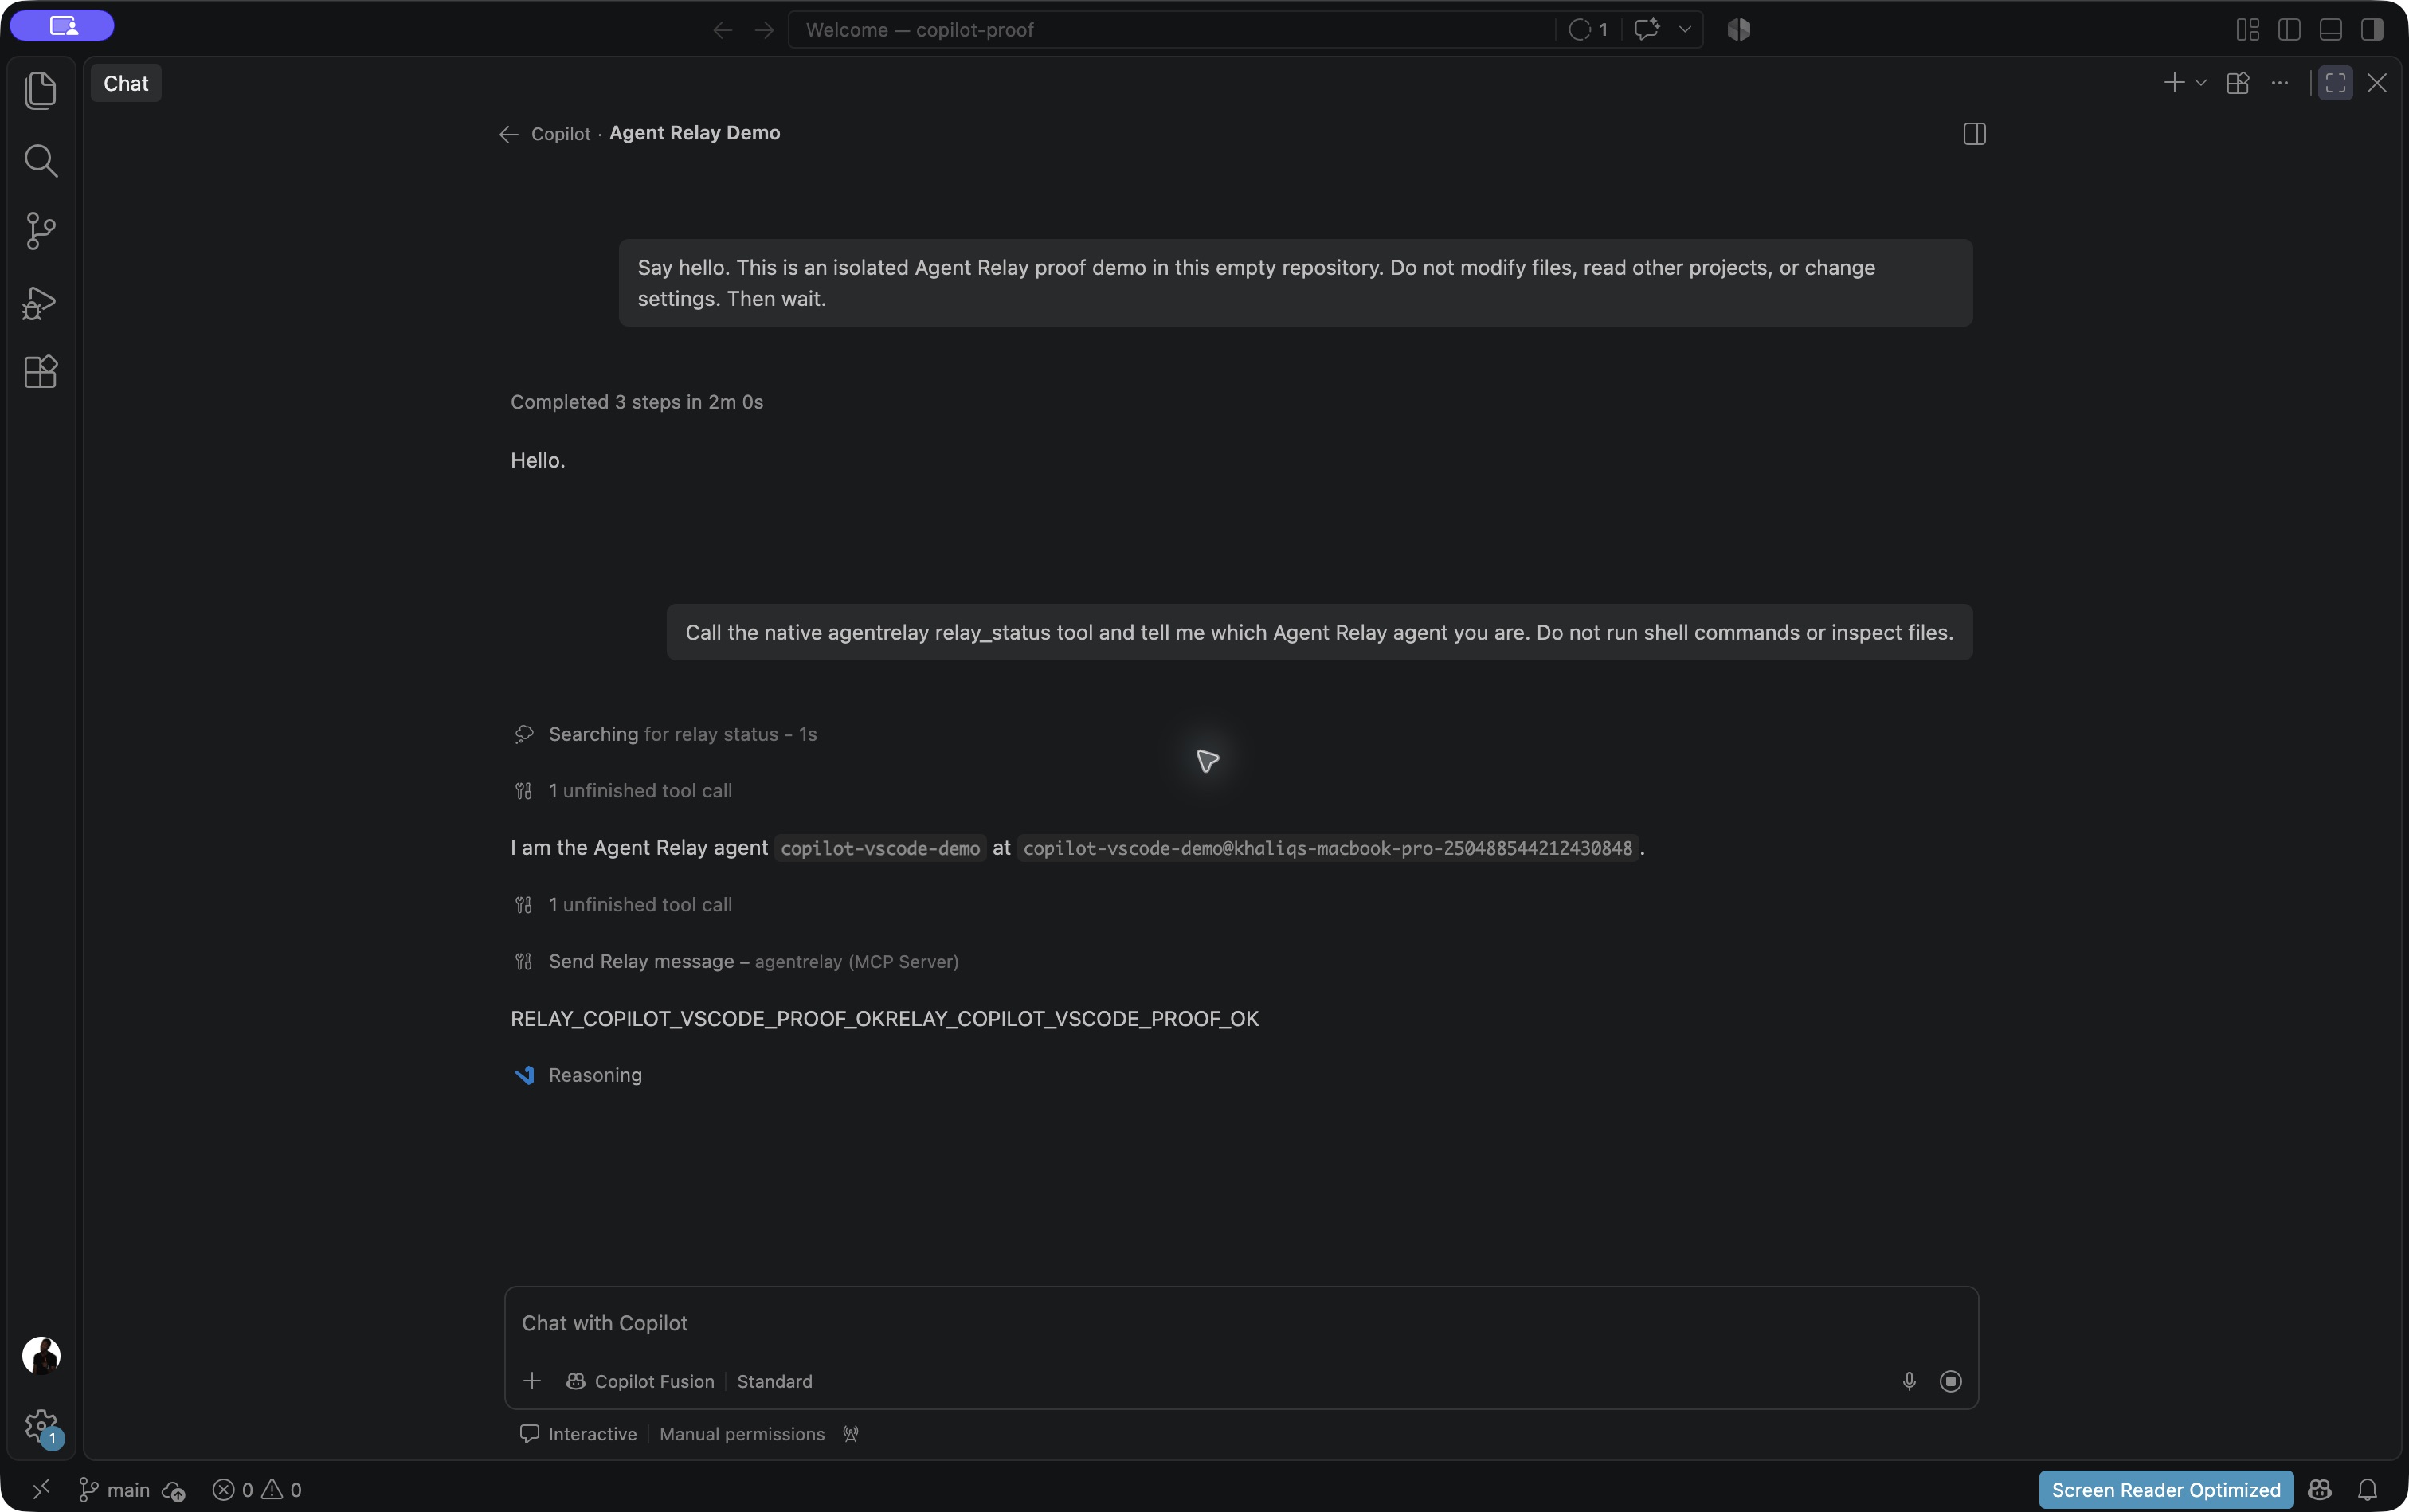 Welcome — copilot-proof
1
Chat
Copilot · Agent Relay Demo
Say hello. This is an isolated Agent Relay proof demo in this empty repository. Do not modify files, read other projects, or change
settings. Then wait.
Completed 3 steps in 2m 0s
Hello.
Call the native agentrelay relay_status tool and tell me which Agent Relay agent you are. Do not run shell commands or inspect files.
Searching for relay status - 1s
1 unfinished tool call
I am the Agent Relay agent copilot-vscode-demo at copilot-vscode-demo@khaliqs-macbook-pro-250488544212430848.
1 unfinished tool call
Send Relay message – agentrelay (MCP Server)
RELAY_COPILOT_VSCODE_PROOF_OKRELAY_COPILOT_VSCODE_PROOF_OK
Reasoning
Chat with Copilot
Copilot Fusion Standard
Interactive Manual permissions
1
main 0 0
Screen Reader Optimized